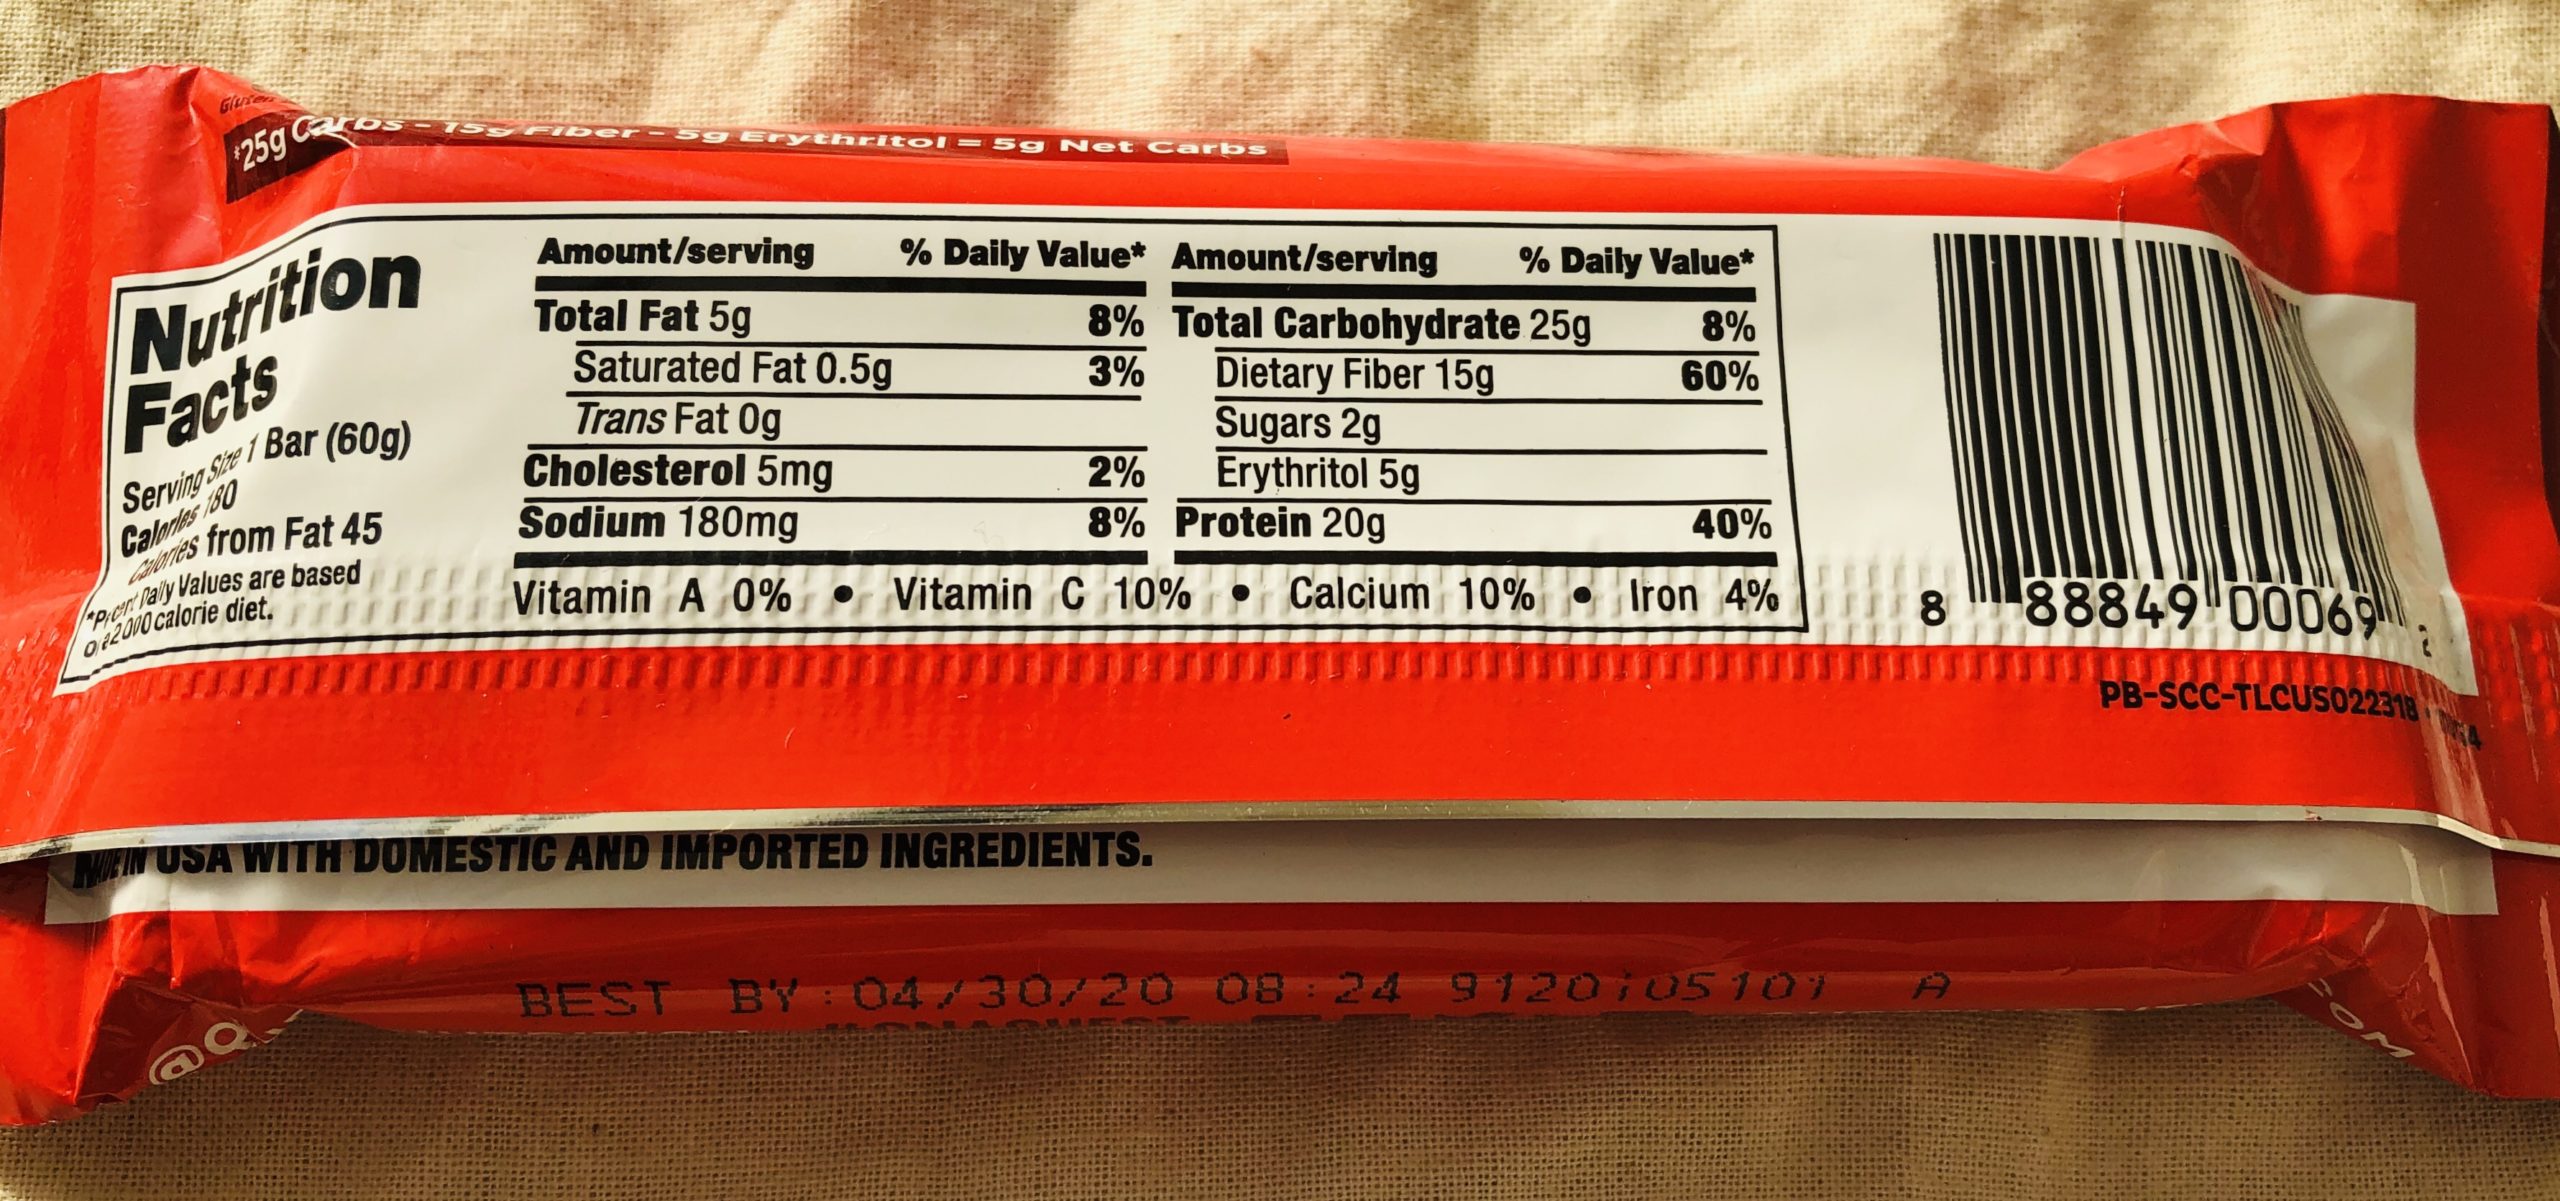 *25g Carbs - 15g Fiber - 5g Erythritol = 5g Net Carbs
Nutrition
Facts
Serving Size 1 Bar (60g)
Calories 180
Calories from Fat 45
*Percent Daily Values are based
on a 2,000 calorie diet.
Amount/serving % Daily Value*
Total Fat 5g 8%
Saturated Fat 0.5g 3%
Trans Fat 0g
Cholesterol 5mg 2%
Sodium 180mg 8%
Amount/serving % Daily Value*
Total Carbohydrate 25g 8%
Dietary Fiber 15g 60%
Sugars 2g
Erythritol 5g
Protein 20g 40%
Vitamin A 0% • Vitamin C 10% • Calcium 10% • Iron 4%
8 88849 00069 2
PB-SCC-TLCUS022318
MADE IN USA WITH DOMESTIC AND IMPORTED INGREDIENTS.
BEST BY:04/30/20 08:24 9120105101 A